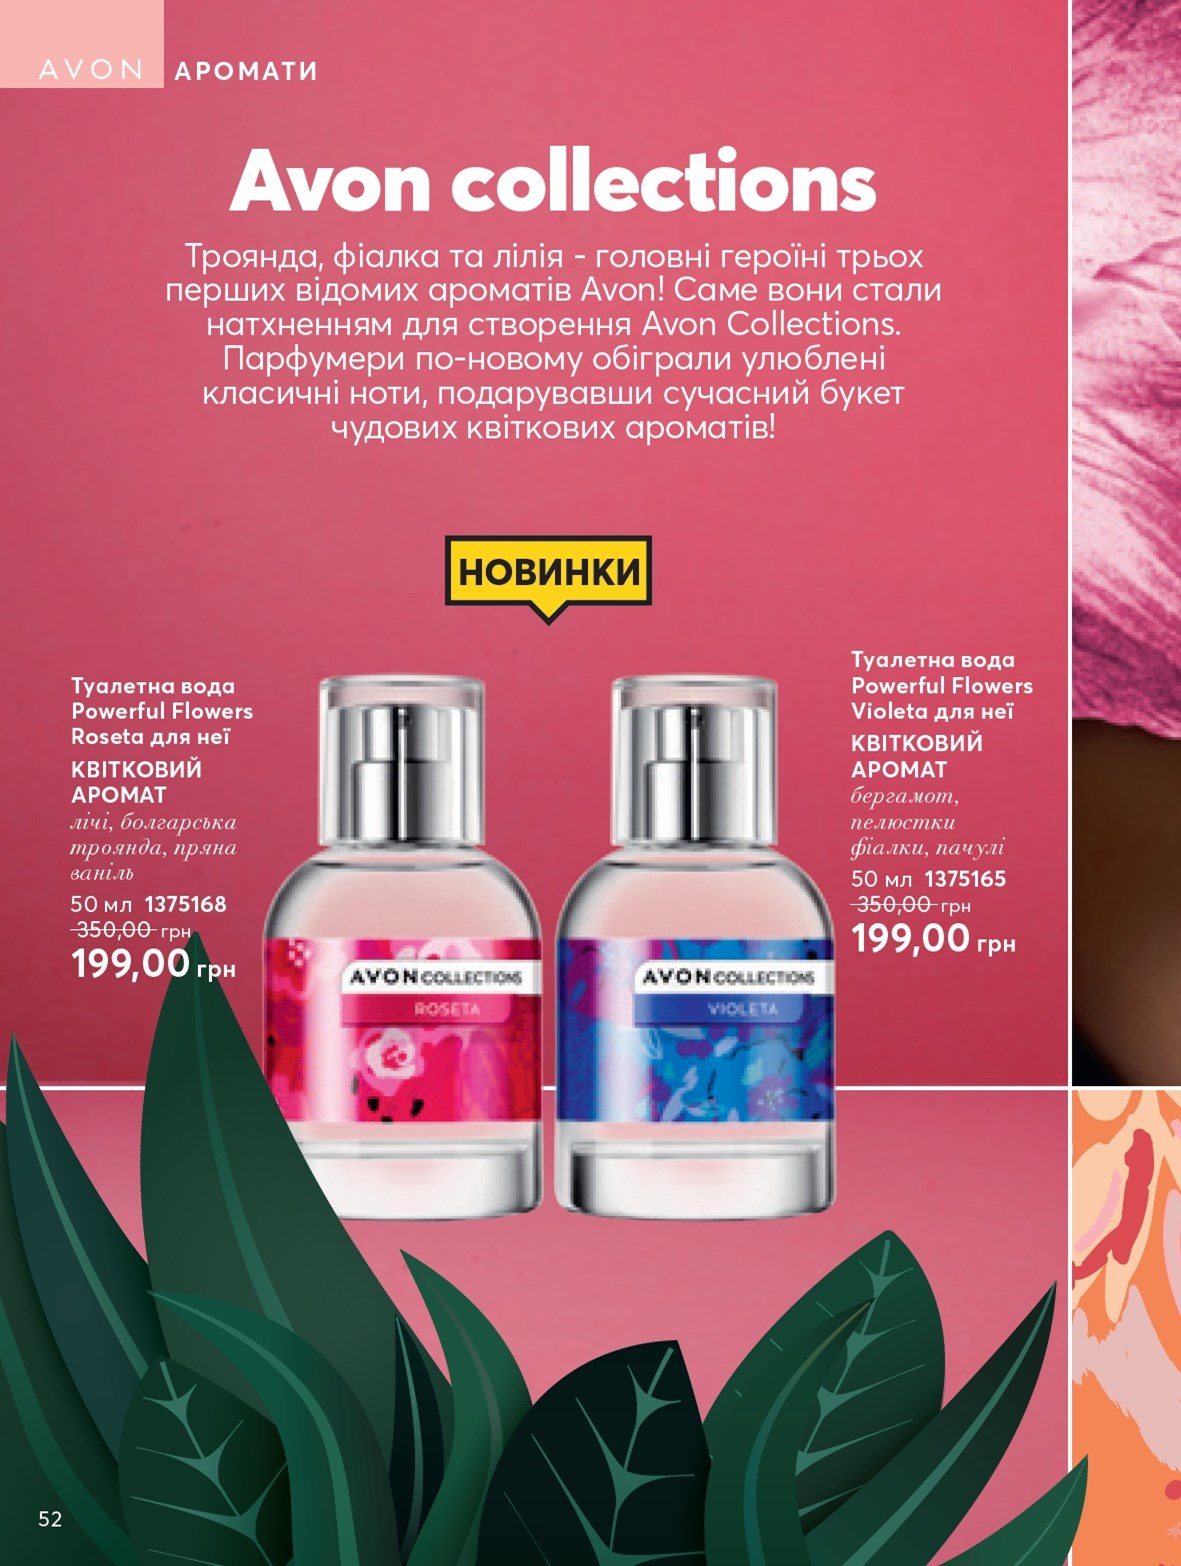 AVON АРОМАТИ
Avon collections
Троянда, фіалка та лілія - головні героїні трьох
перших відомих ароматів Avon! Саме вони стали
натхненням для створення Avon Collections.
Парфумери по-новому обіграли улюблені
класичні ноти, подарувавши сучасний букет
чудових квіткових ароматів!
НОВИНКИ
Туалетна вода
Powerful Flowers
Roseta для неї
КВІТКОВИЙ
АРОМАТ
лічі, болгарська
троянда, пряна
ваніль
50 мл 1375168
350,00 грн
199,00 грн
Туалетна вода
Powerful Flowers
Violeta для неї
КВІТКОВИЙ
АРОМАТ
бергамот,
пелюстки
фіалки, пачулі
50 мл 1375165
350,00 грн
199,00 грн
AVON COLLECTIONS
ROSETA
AVON COLLECTIONS
VIOLETA
52